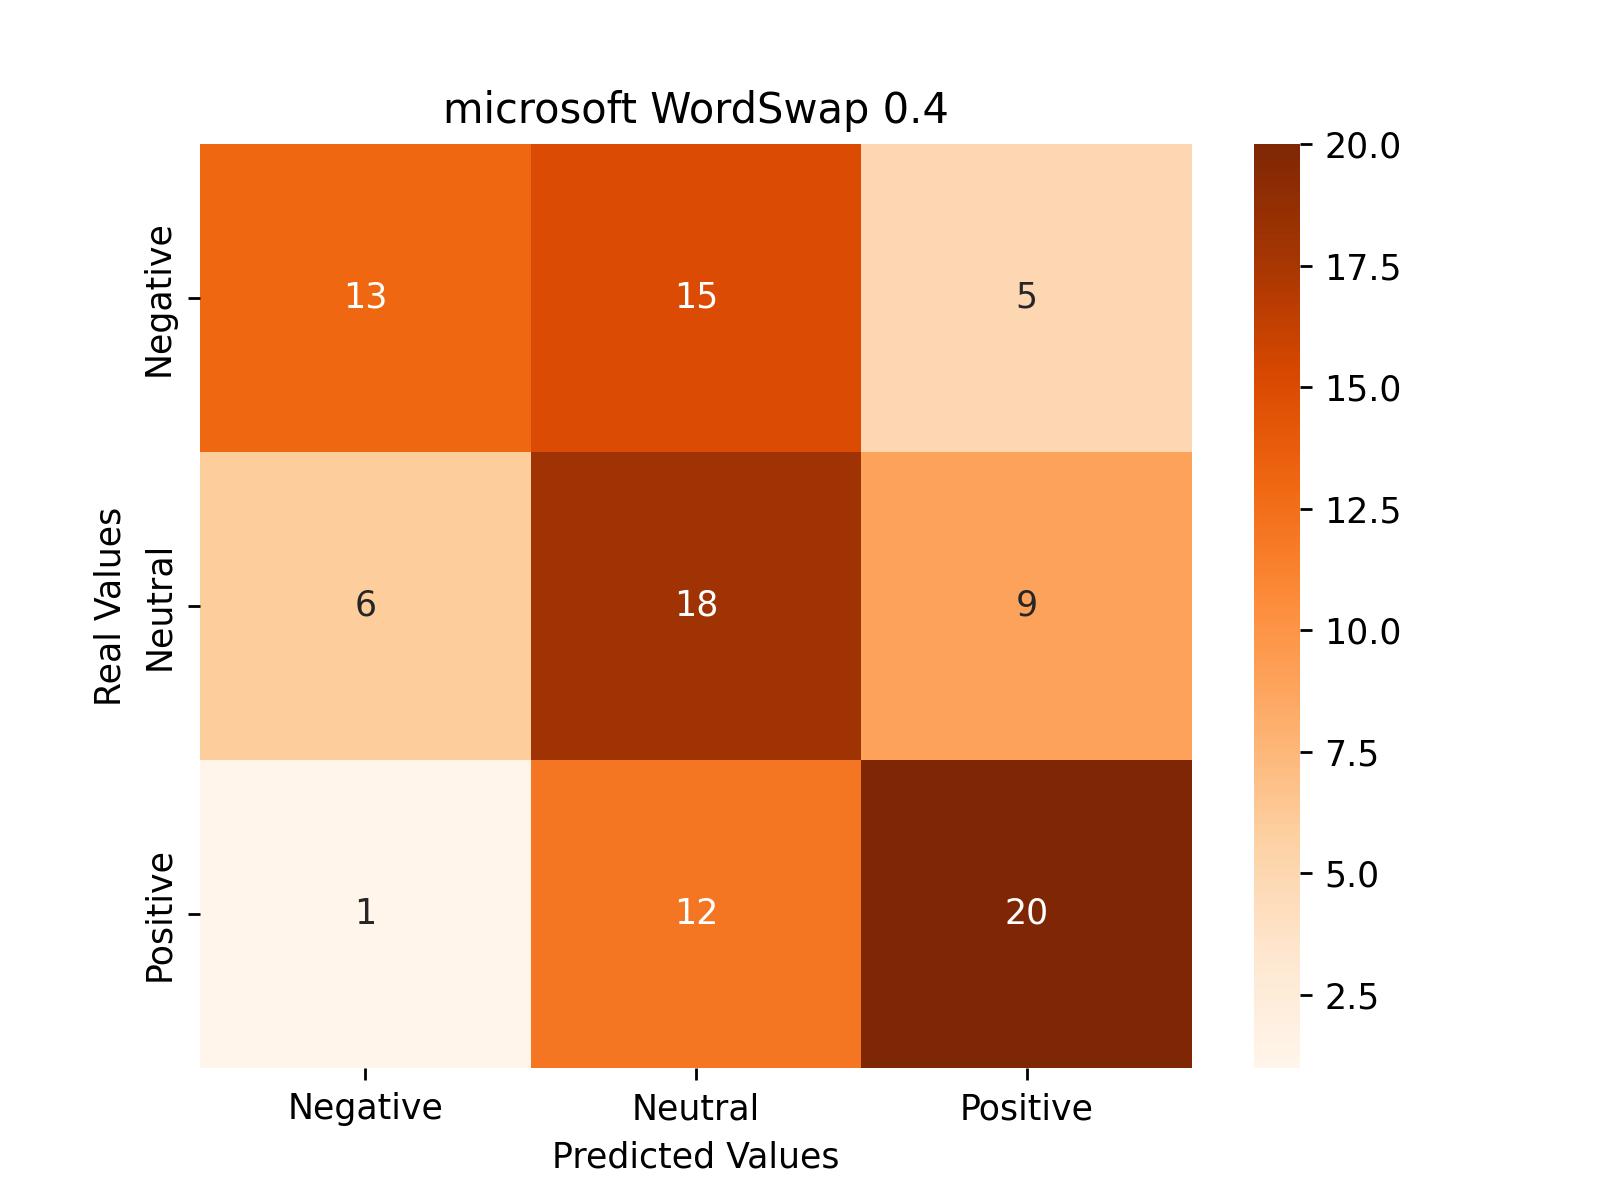 microsoft WordSwap 0.4
Real Values
Negative
13 15 5
Neutral
6 18 9
Positive
1 12 20
Negative Neutral Positive
Predicted Values
20.0
17.5
15.0
12.5
10.0
7.5
5.0
2.5